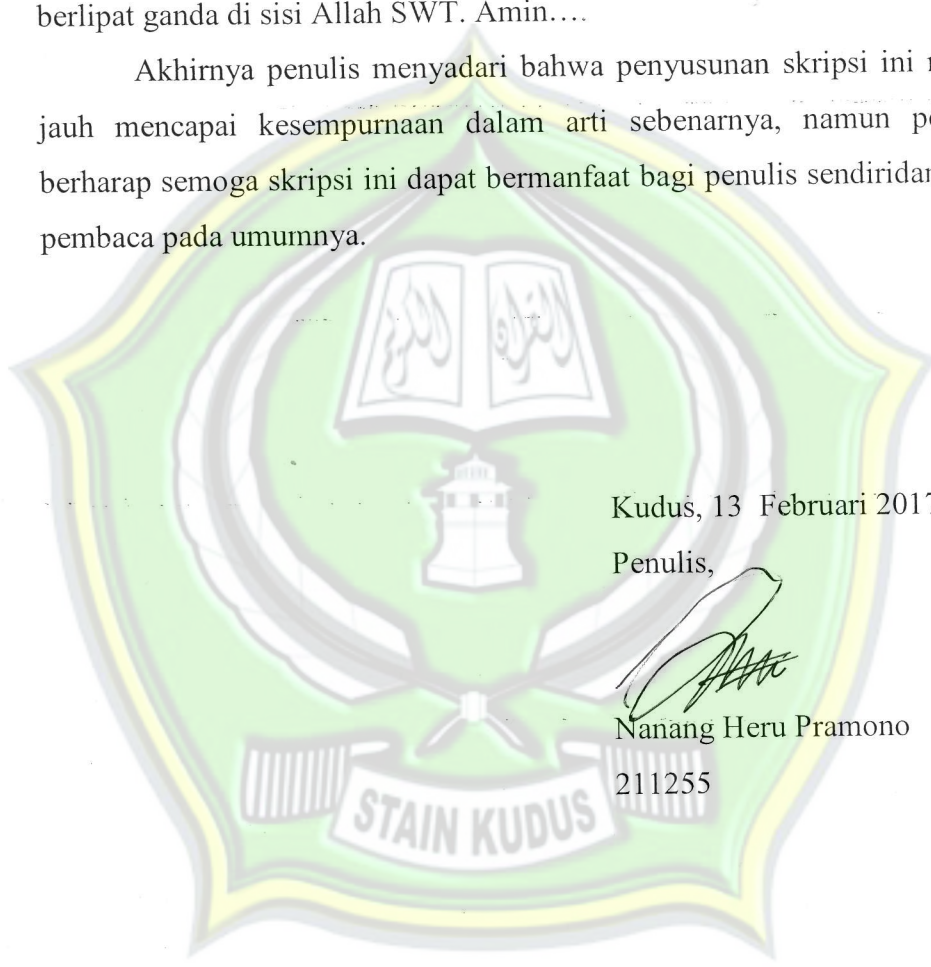 berlipat ganda di sisi Allah SWT. Amin….
Akhirnya penulis menyadari bahwa penyusunan skripsi ini
jauh mencapai kesempurnaan dalam arti sebenarnya, namun
berharap semoga skripsi ini dapat bermanfaat bagi penulis sendiridan
pembaca pada umumnya.
Kudus, 13 Februari 2017
Penulis,
Nanang Heru Pramono
211255
STAIN KUDUS